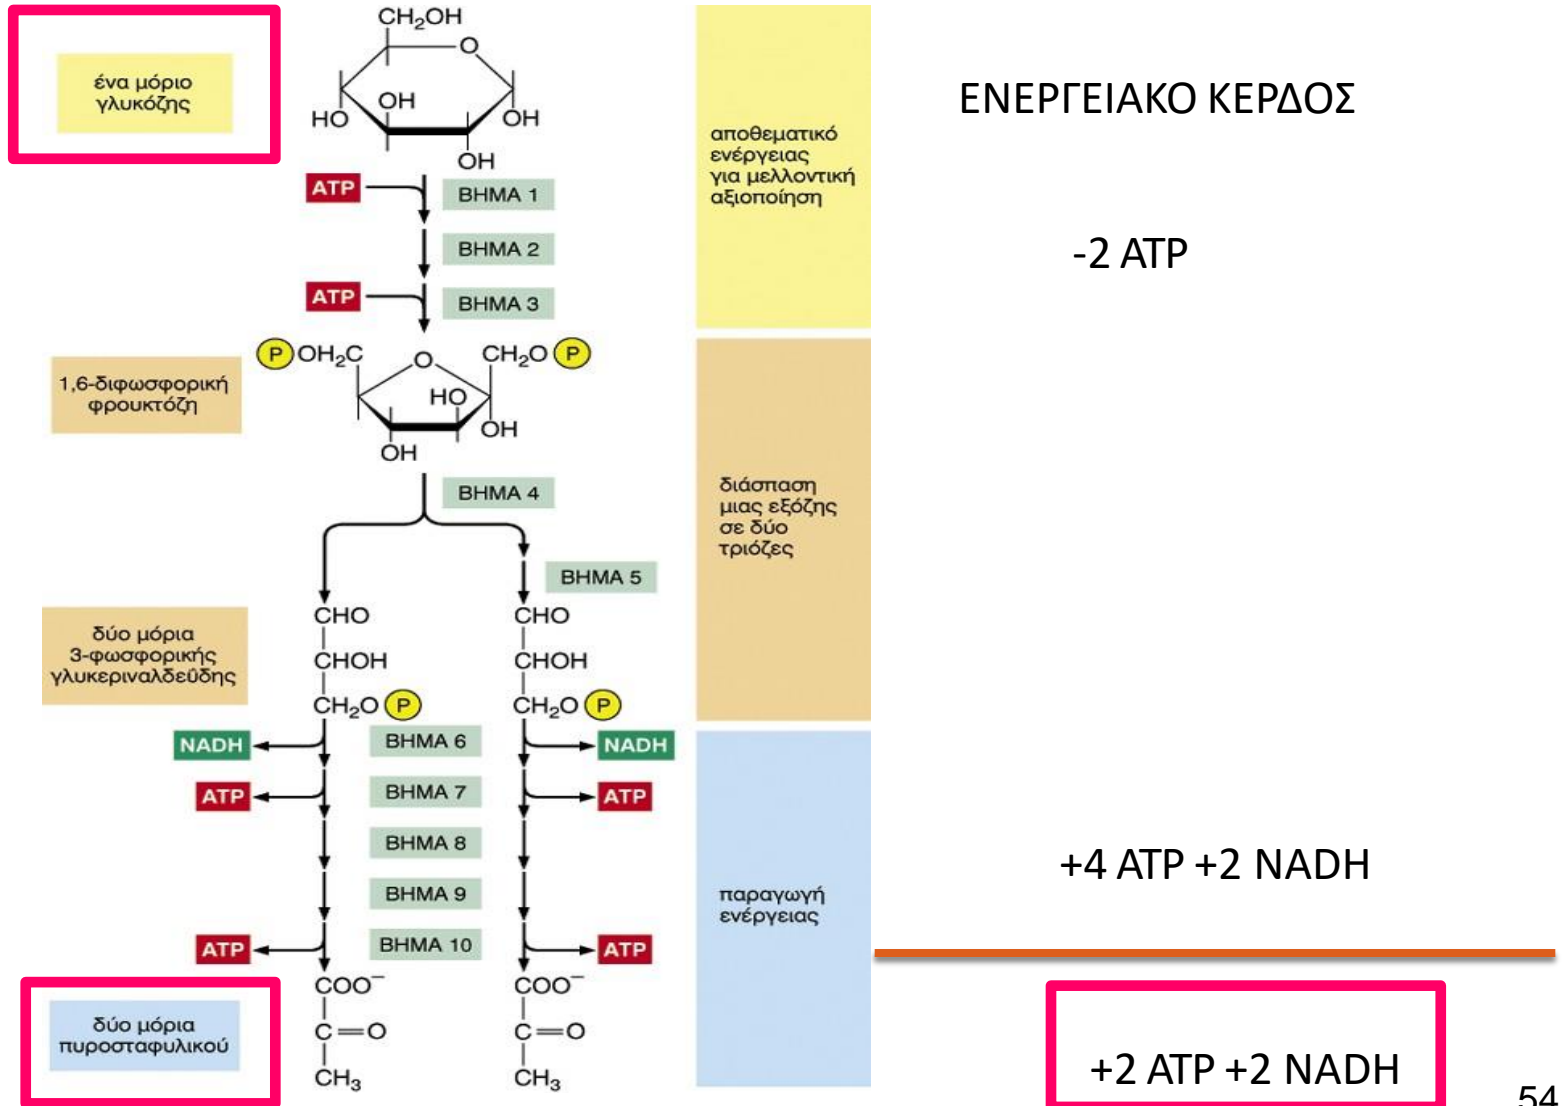 ένα μόριο
γλυκόζης
CH₂OH
O
OH
HO
OH
OH
ATP
ΒΗΜΑ 1
ΒΗΜΑ 2
ATP
ΒΗΜΑ 3
αποθεματικό
ενέργειας
για μελλοντική
αξιοποίηση
ΕΝΕΡΓΕΙΑΚΟ ΚΕΡΔΟΣ
-2 ATP
1,6-διφωσφορική
φρουκτόζη
P OH₂C
O
CH₂O P
HO
OH
OH
ΒΗΜΑ 4
ΒΗΜΑ 5
διάσπαση
μιας εξόζης
σε δύο
τριόζες
δύο μόρια
3-φωσφορικής
γλυκεριναλδεΰδης
CHO
CHO
CHOH
CHOH
CH₂O P
CH₂O P
NADH
ΒΗΜΑ 6
NADH
ATP
ΒΗΜΑ 7
ATP
ΒΗΜΑ 8
ΒΗΜΑ 9
ATP
ΒΗΜΑ 10
ATP
παραγωγή
ενέργειας
+4 ATP +2 NADH
δύο μόρια
πυροσταφυλικού
COO⁻
COO⁻
C=O
C=O
CH₃
CH₃
+2 ATP +2 NADH
54